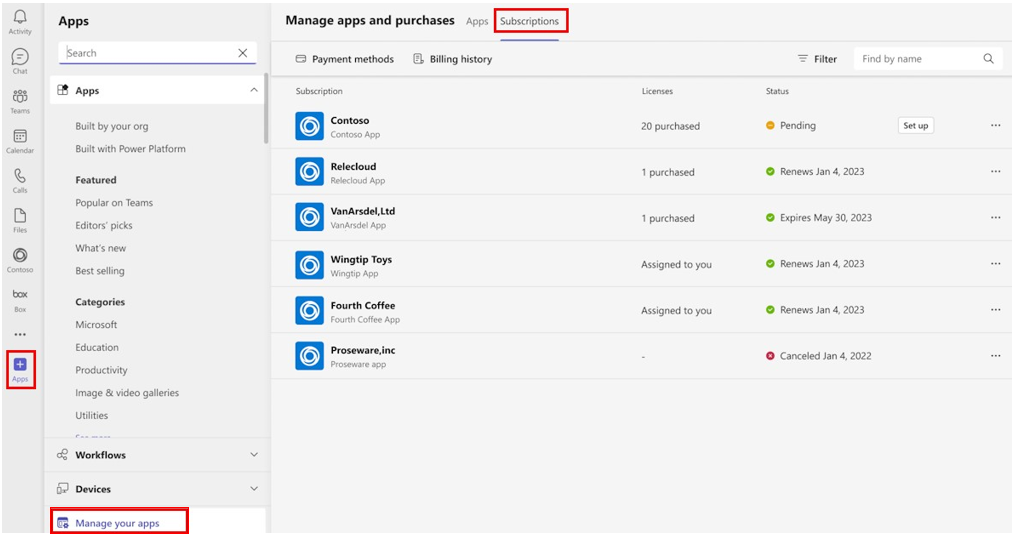 Activity
Chat
Teams
Calendar
Calls
Files
Contoso
box
Box
Apps
Apps
Search
Apps
Built by your org
Built with Power Platform
Featured
Popular on Teams
Editors' picks
What's new
Best selling
Categories
Microsoft
Education
Productivity
Image & video galleries
Utilities
See more
Workflows
Devices
Manage your apps
Manage apps and purchases Apps Subscriptions
Payment methods Billing history Filter Find by name
Subscription Licenses Status
Contoso
Contoso App
20 purchased Pending Set up
Relecloud
Relecloud App
1 purchased Renews Jan 4, 2023
VanArsdel,Ltd
VanArsdel App
1 purchased Expires May 30, 2023
Wingtip Toys
Wingtip App
Assigned to you Renews Jan 4, 2023
Fourth Coffee
Fourth Coffee App
Assigned to you Renews Jan 4, 2023
Proseware,inc
Proseware app
- Canceled Jan 4, 2022